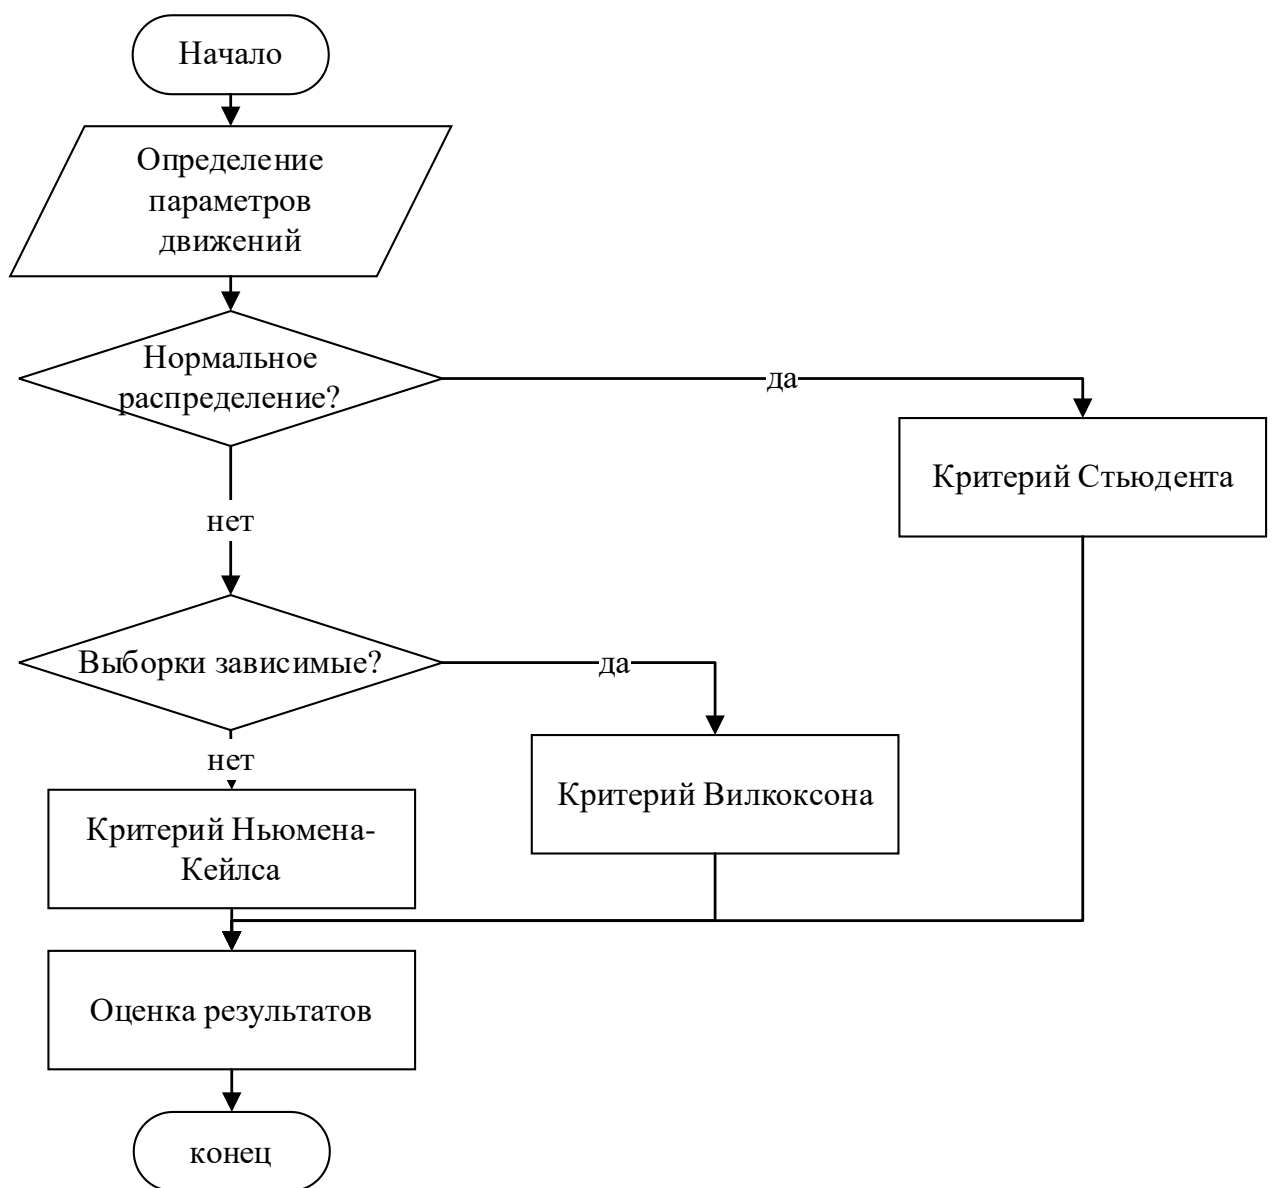 Начало
Определение
параметров
движений
Нормальное
распределение?
да
Критерий Стьюдента
нет
Выборки зависимые?
да
нет
Критерий Вилкоксона
Критерий Ньюмена-
Кейлса
Оценка результатов
конец